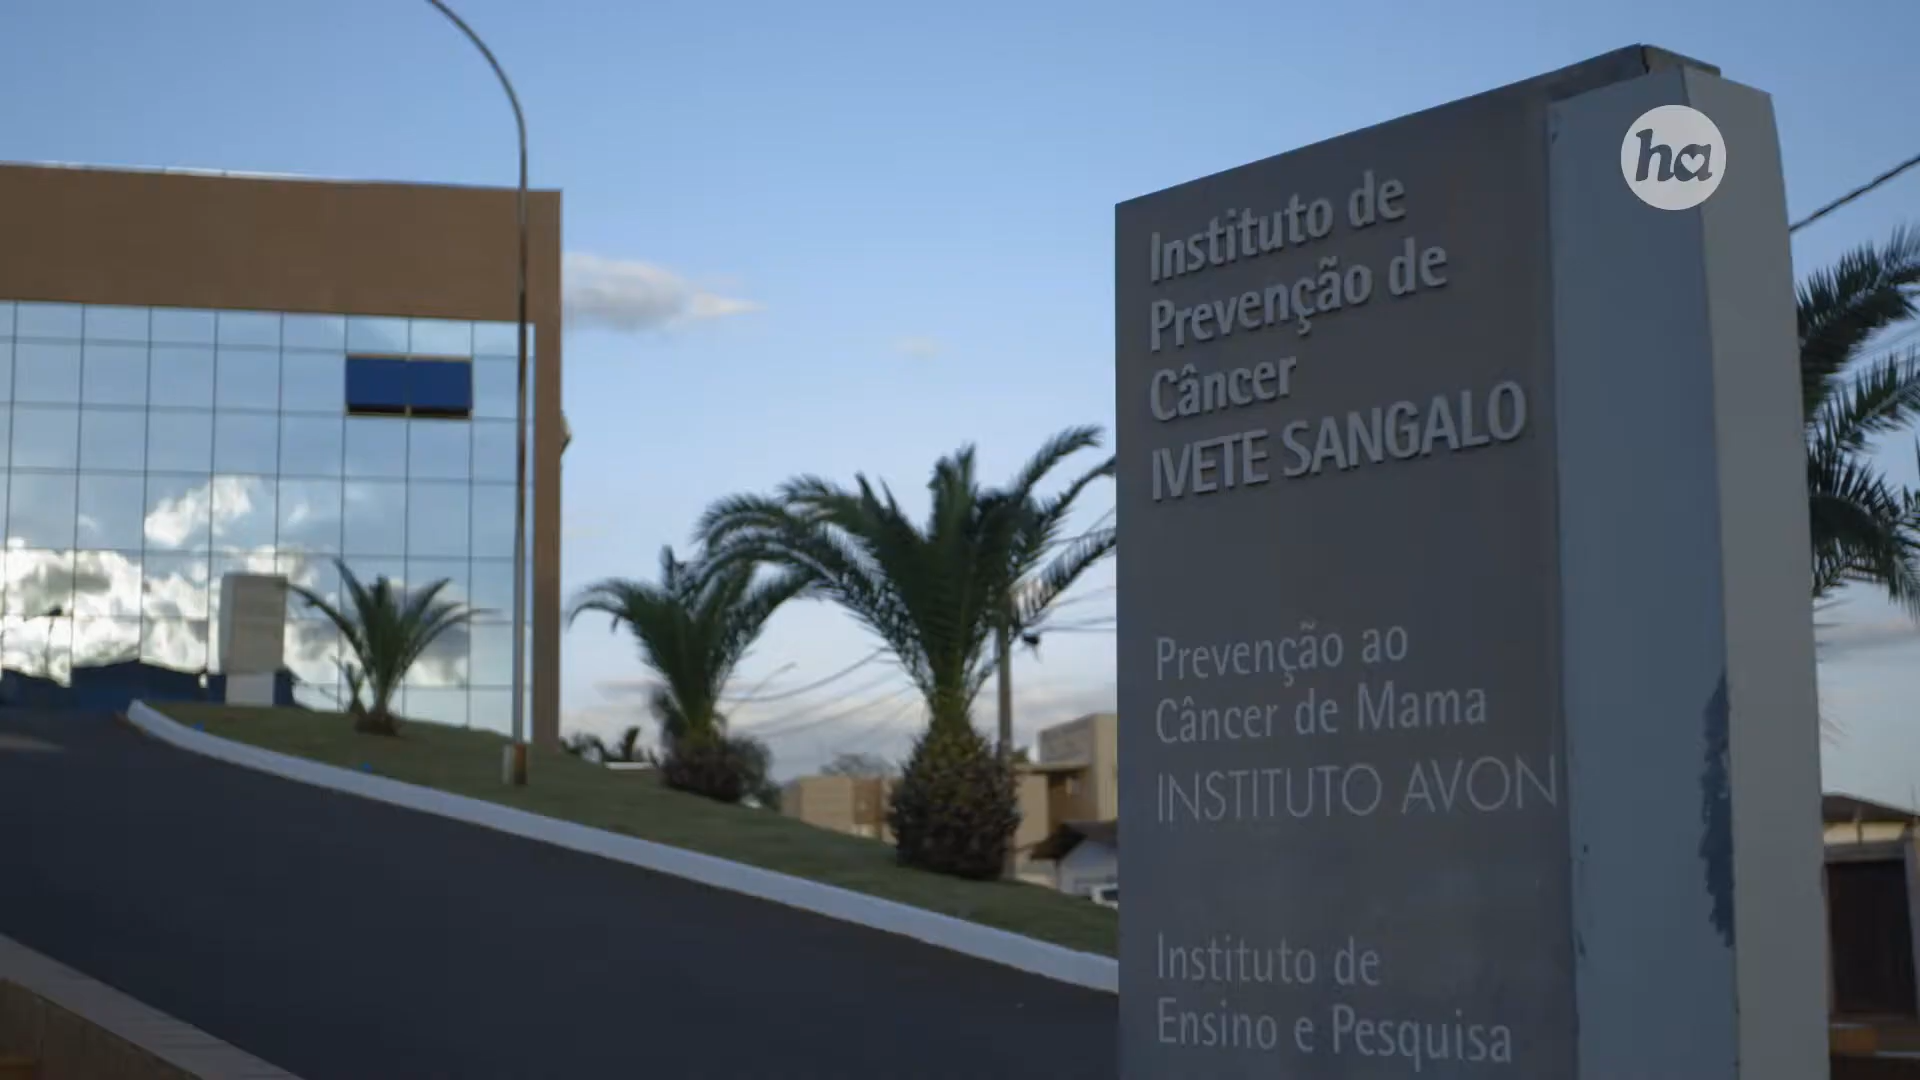 ha
Instituto de
Prevenção de
Câncer
IVETE SANGALO
Prevenção ao
Câncer de Mama
INSTITUTO AVON
Instituto de
Ensino e Pesquisa